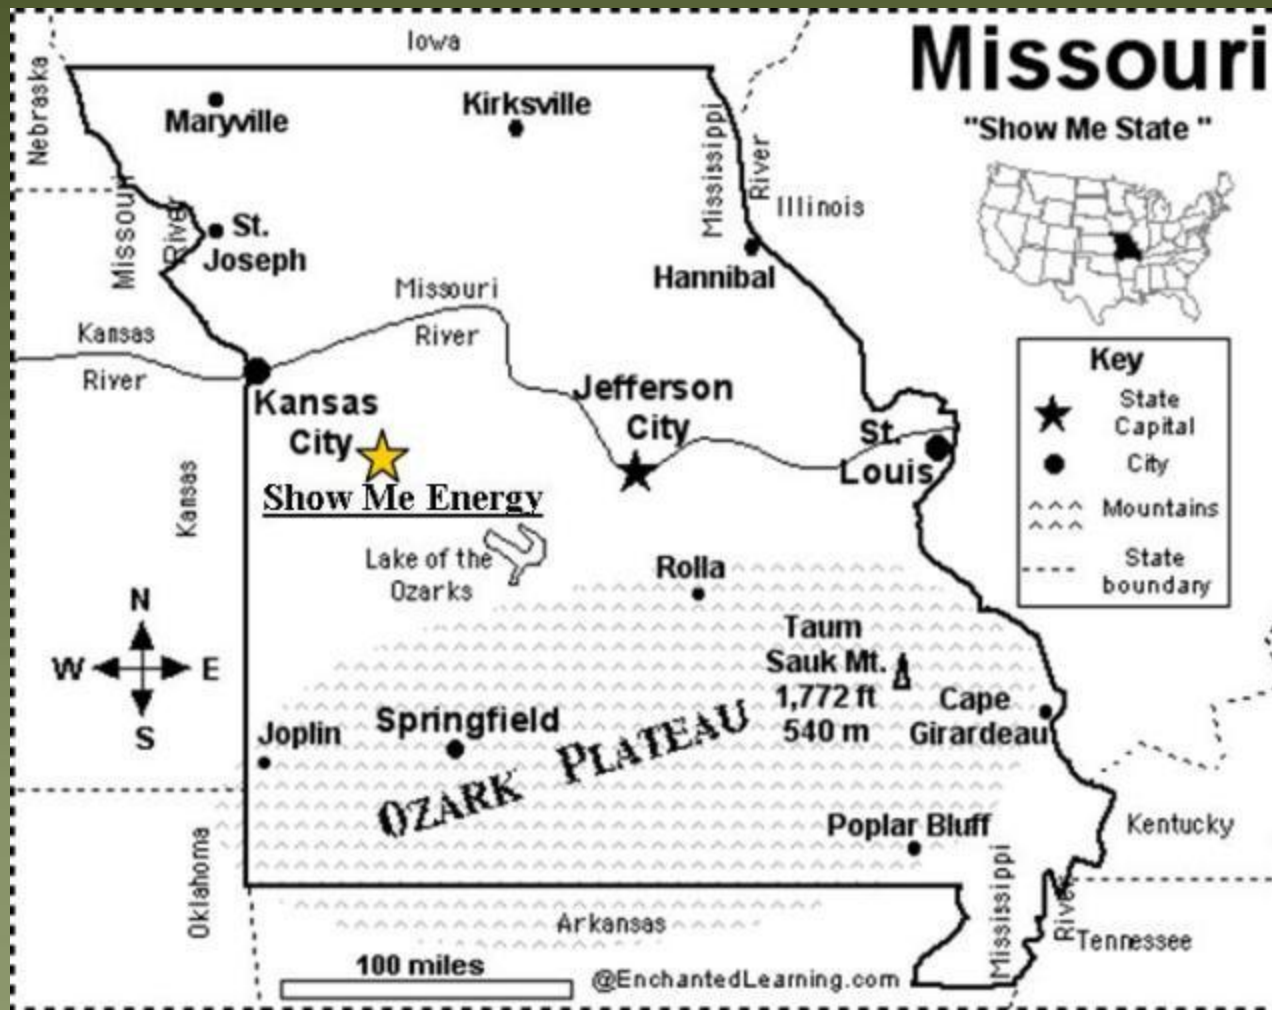 Missouri
"Show Me State "
Iowa
Nebraska
Maryville
Kirksville
Mississippi
River
Illinois
Missouri
River
St.
Joseph
Hannibal
Missouri
River
Kansas
River
Kansas
City
Show Me Energy
Jefferson
City
St.
Louis
Key
State
Capital
City
Mountains
State
boundary
Kansas
Lake of the
Ozarks
Rolla
N
W
E
S
Taum
Sauk Mt.
1,772 ft
540 m
Cape
Girardeau
Joplin
Springfield
OZARK PLATEAU
Poplar Bluff
Kentucky
Oklahoma
Arkansas
Mississippi
River
Tennessee
100 miles
@EnchantedLearning.com